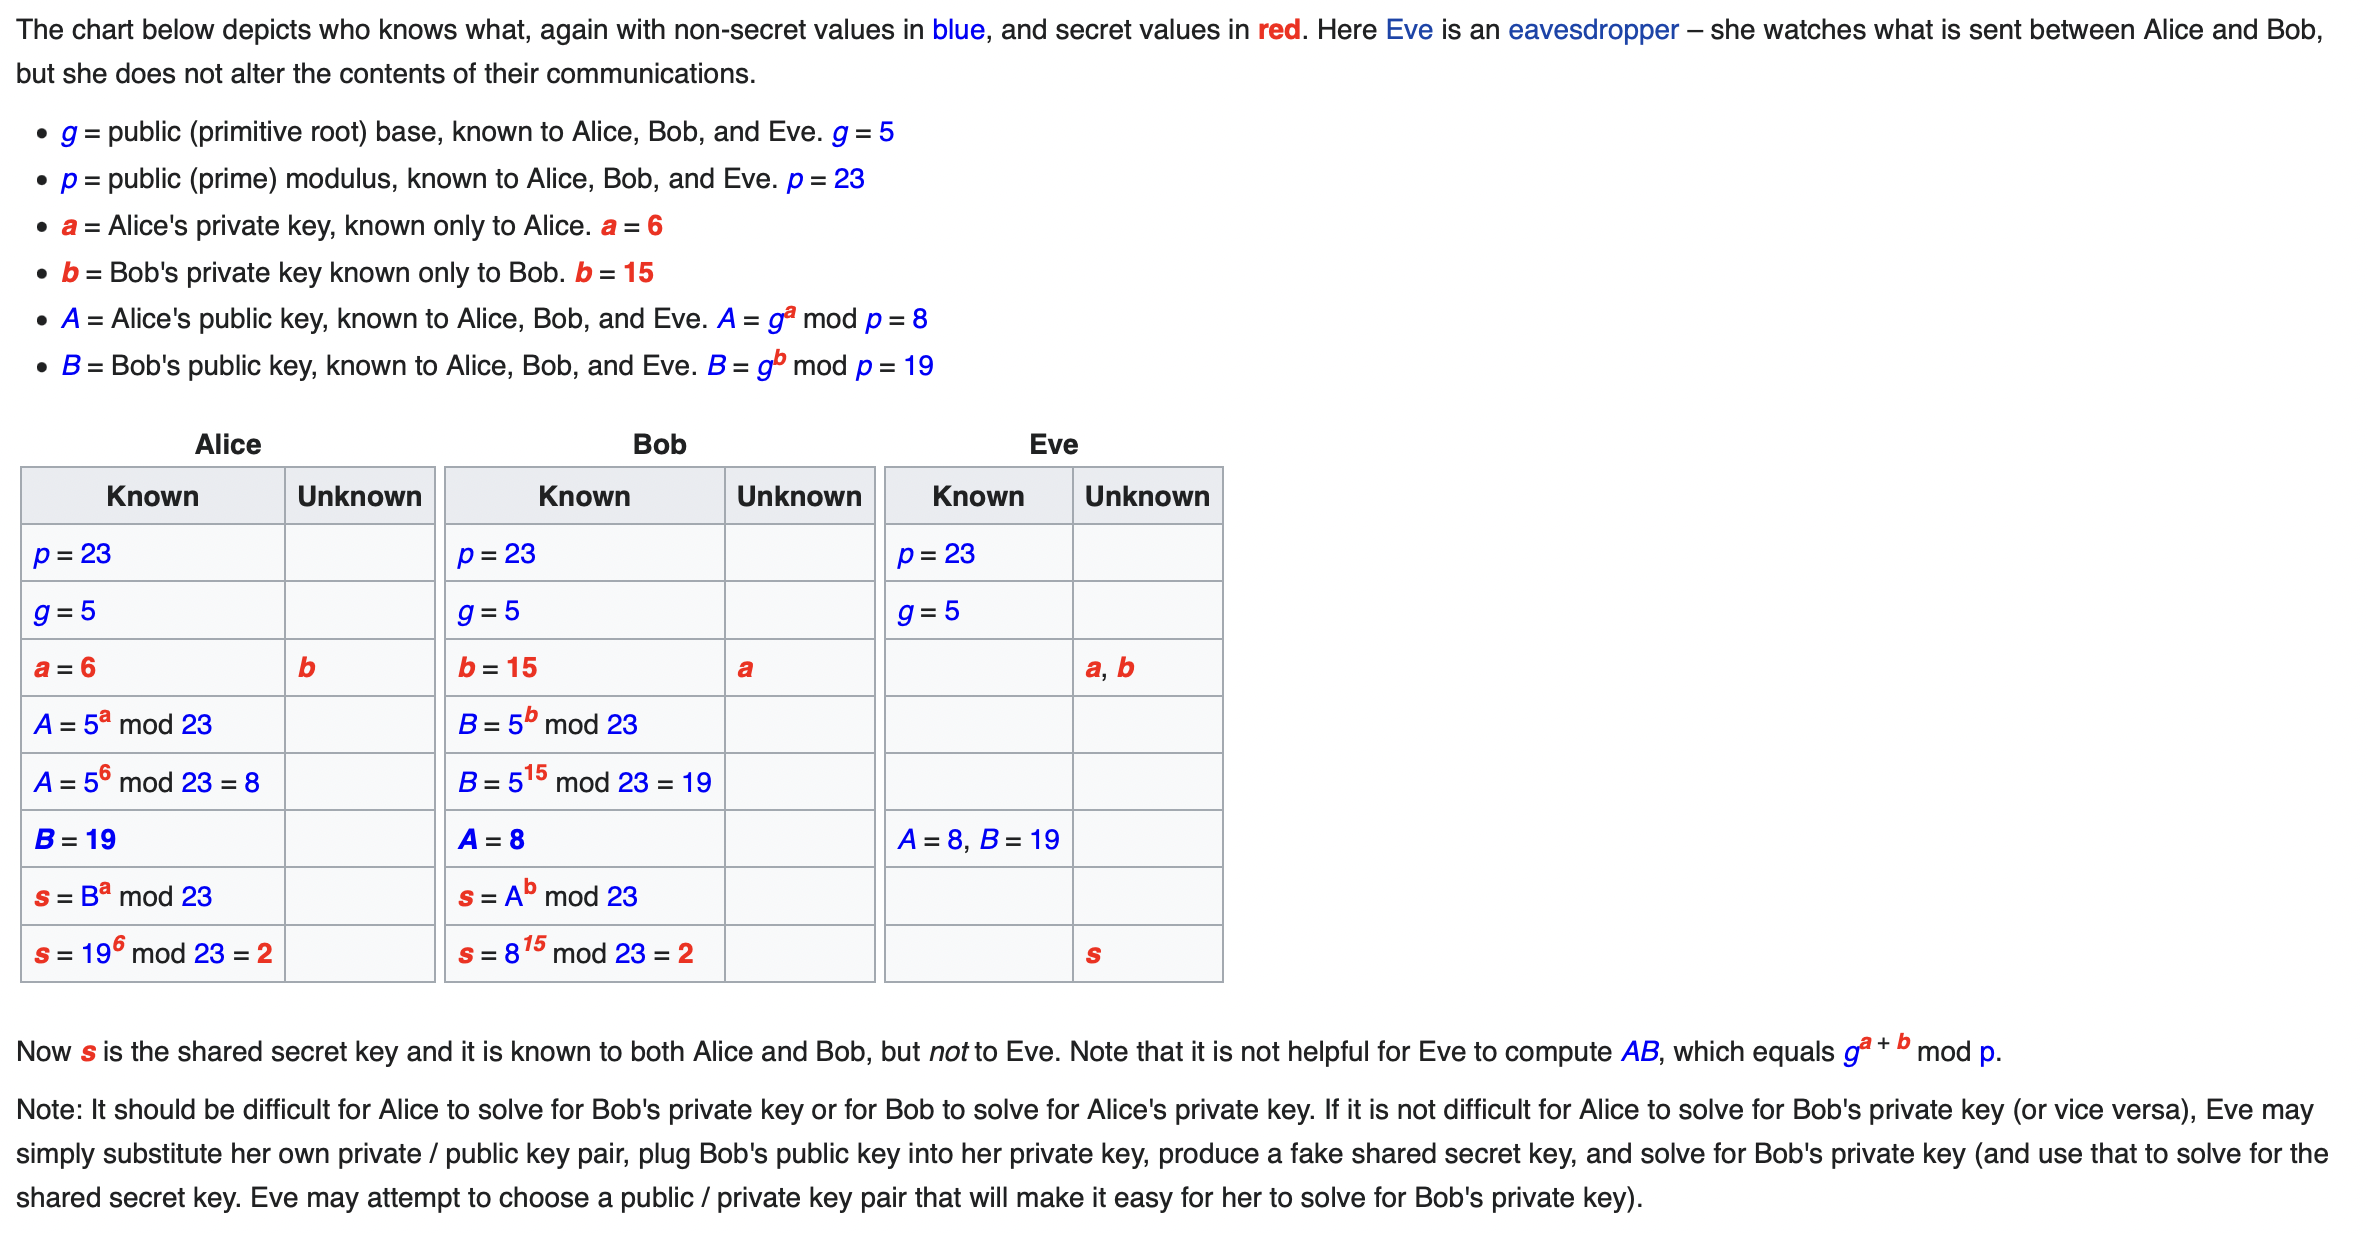 The chart below depicts who knows what, again with non-secret values in blue, and secret values in red. Here Eve is an eavesdropper – she watches what is sent between Alice and Bob,
but she does not alter the contents of their communications.
• g = public (primitive root) base, known to Alice, Bob, and Eve. g = 5
• p = public (prime) modulus, known to Alice, Bob, and Eve. p = 23
• a = Alice's private key, known only to Alice. a = 6
• b = Bob's private key known only to Bob. b = 15
• A = Alice's public key, known to Alice, Bob, and Eve. A = g^a mod p = 8
• B = Bob's public key, known to Alice, Bob, and Eve. B = g^b mod p = 19
Alice
Known Unknown
p = 23
g = 5
a = 6 b
A = 5^a mod 23
A = 5^6 mod 23 = 8
B = 19
s = B^a mod 23
s = 19^6 mod 23 = 2
Bob
Known Unknown
p = 23
g = 5
b = 15 a
B = 5^b mod 23
B = 5^15 mod 23 = 19
A = 8
s = A^b mod 23
s = 8^15 mod 23 = 2
Eve
Known Unknown
p = 23
g = 5
a, b
A = 8, B = 19
s
Now s is the shared secret key and it is known to both Alice and Bob, but not to Eve. Note that it is not helpful for Eve to compute AB, which equals g^(a + b) mod p.
Note: It should be difficult for Alice to solve for Bob's private key or for Bob to solve for Alice's private key. If it is not difficult for Alice to solve for Bob's private key (or vice versa), Eve may
simply substitute her own private / public key pair, plug Bob's public key into her private key, produce a fake shared secret key, and solve for Bob's private key (and use that to solve for the
shared secret key. Eve may attempt to choose a public / private key pair that will make it easy for her to solve for Bob's private key).